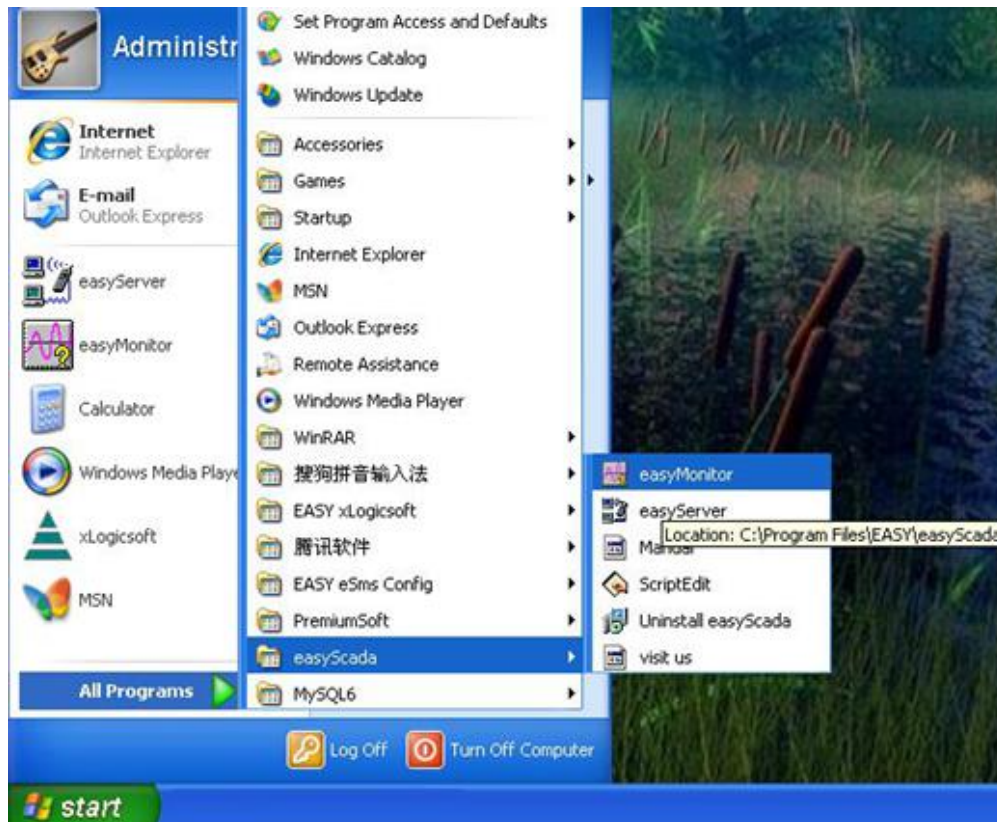 Administr
Internet
Internet Explorer
E-mail
Outlook Express
easyServer
easyMonitor
Calculator
Windows Media Playe
xLogicsoft
MSN
All Programs
Set Program Access and Defaults
Windows Catalog
Windows Update
Accessories
Games
Startup
Internet Explorer
MSN
Outlook Express
Remote Assistance
Windows Media Player
WinRAR
搜狗拼音输入法
EASY xLogicsoft
腾讯软件
EASY eSms Config
PremiumSoft
easyScada
MySQL6
easyMonitor
easyServer
Location: C:\Program Files\EASY\easyScada
Manual
ScriptEdit
Uninstall easyScada
visit us
Log Off
Turn Off Computer
start